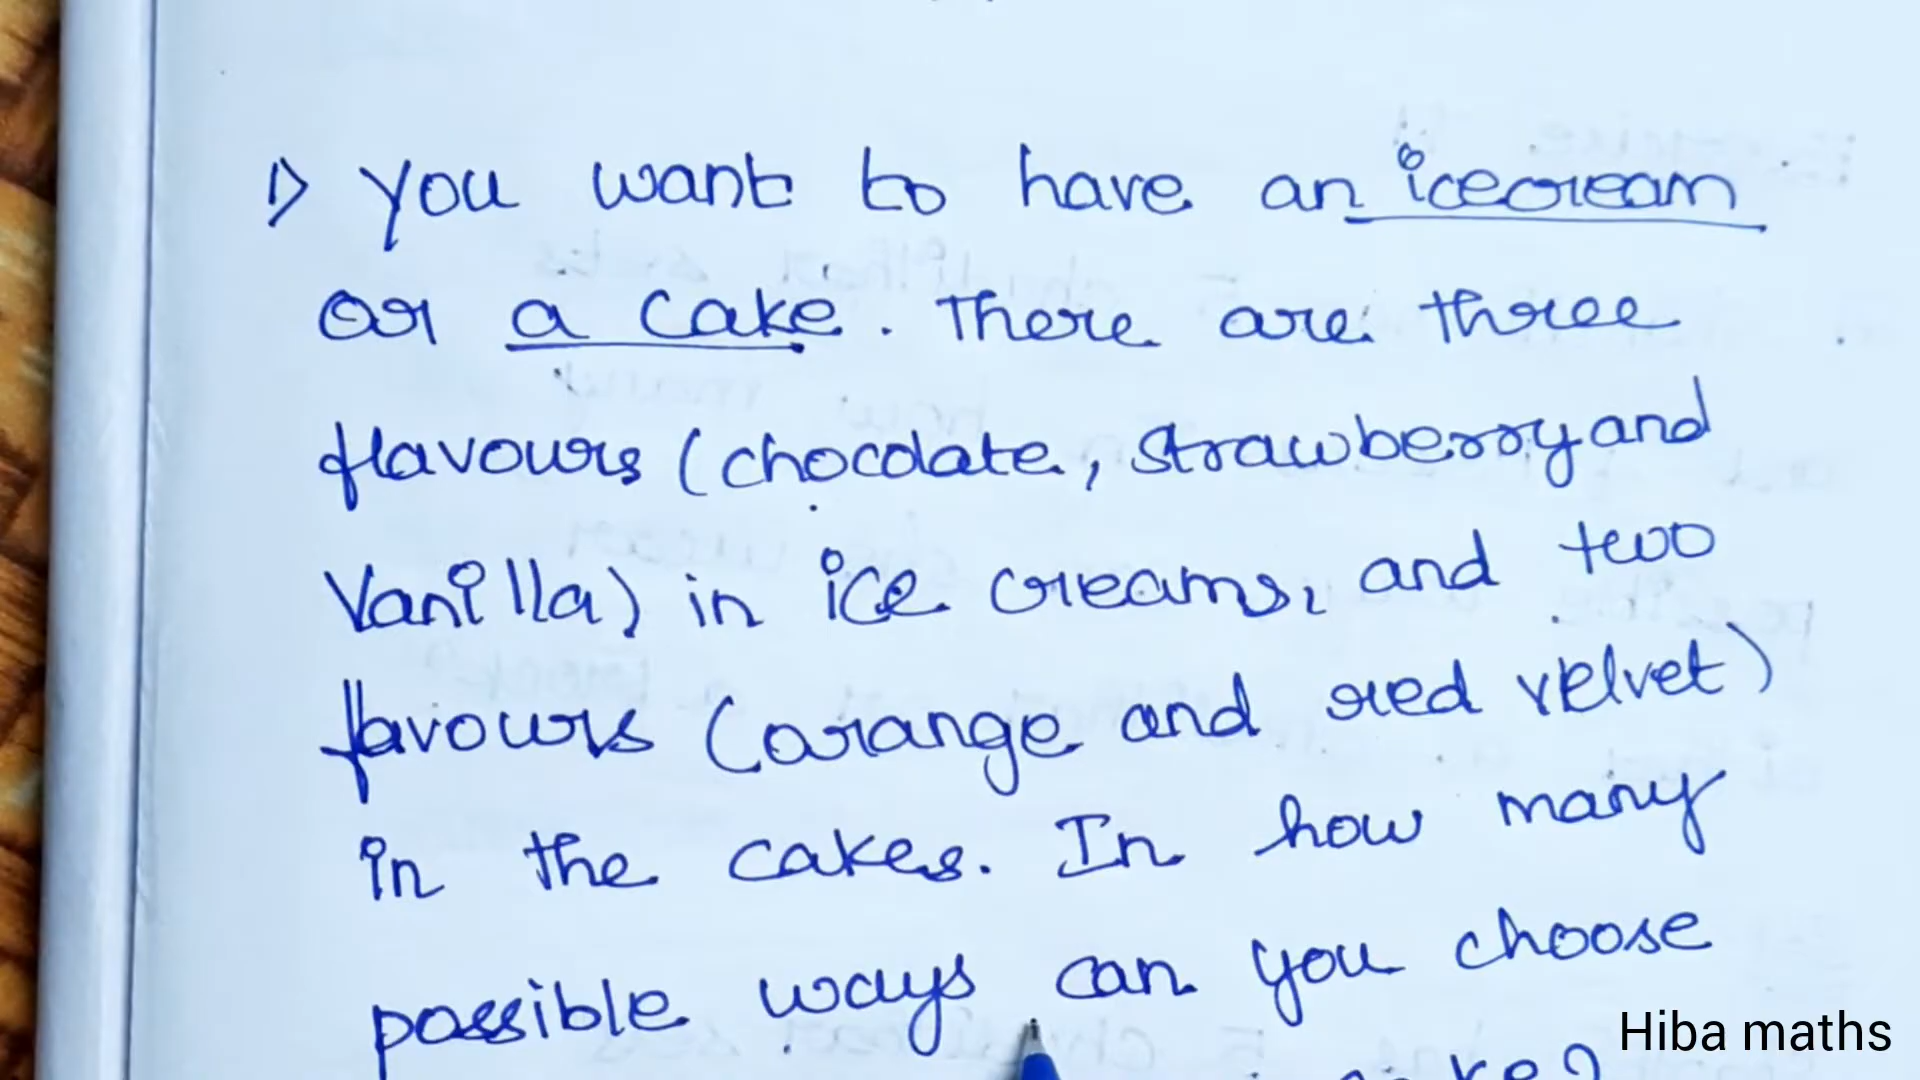 1) You want to have an icecream
or a cake. There are three
flavours (chocolate, strawberry and
Vanilla) in ice creams, and two
flavours (orange and red velvet)
in the cakes. In how many
possible ways can you choose
Hiba maths